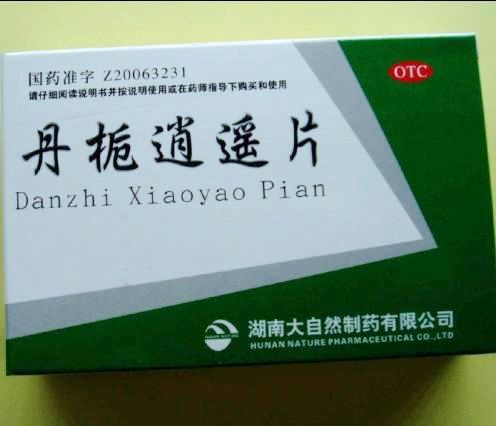 国药准字 Z20063231
OTC
请仔细阅读说明书并按说明使用或在药师指导下购买和使用
丹栀逍遥片
Danzhi Xiaoyao Pian
湖南大自然制药有限公司
HUNAN NATURE PHARMACEUTICAL CO.,LTD